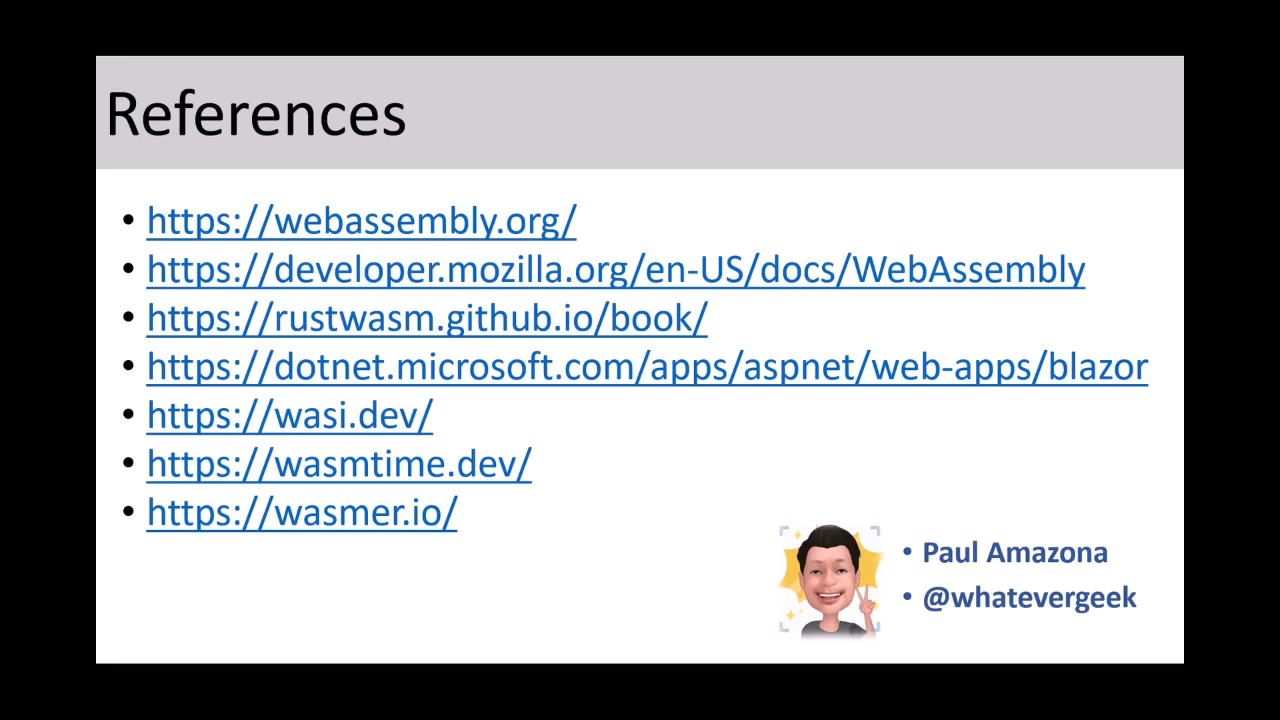 References
• https://webassembly.org/
• https://developer.mozilla.org/en-US/docs/WebAssembly
• https://rustwasm.github.io/book/
• https://dotnet.microsoft.com/apps/aspnet/web-apps/blazor
• https://wasi.dev/
• https://wasmtime.dev/
• https://wasmer.io/
• Paul Amazona
• @whatevergeek